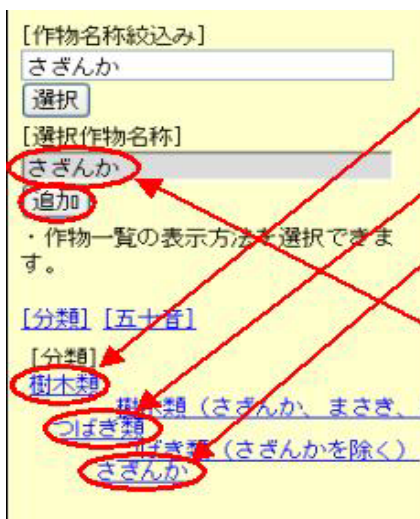 [作物名称絞込み]
さざんか
選択
[選択作物名称]
さざんか
追加
・作物一覧の表示方法を選択できま
す。
[分類] [五十音]
[分類]
樹木類
樹木類（さざんか、まさき、
つばき類
つばき類（さざんかを除く）
さざんか